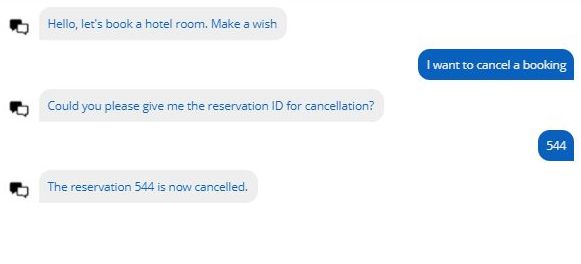 Hello, let's book a hotel room. Make a wish
I want to cancel a booking
Could you please give me the reservation ID for cancellation?
544
The reservation 544 is now cancelled.